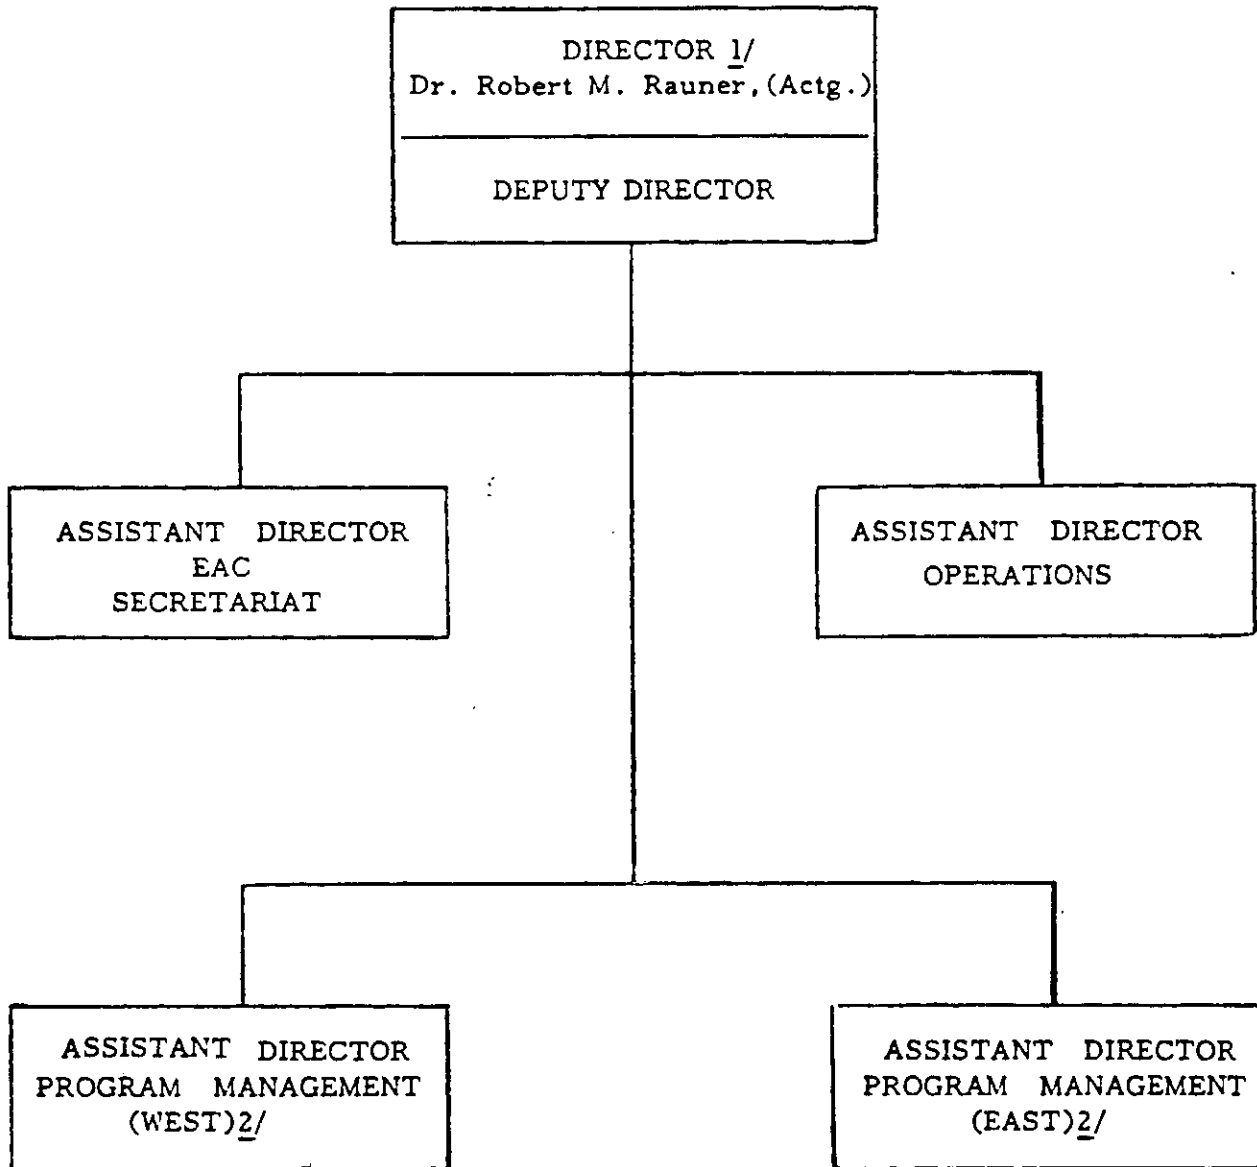 DIRECTOR 1/
Dr. Robert M. Rauner, (Actg.)
DEPUTY DIRECTOR
ASSISTANT DIRECTOR
EAC
SECRETARIAT
ASSISTANT DIRECTOR
OPERATIONS
ASSISTANT DIRECTOR
PROGRAM MANAGEMENT
(WEST)2/
ASSISTANT DIRECTOR
PROGRAM MANAGEMENT
(EAST)2/